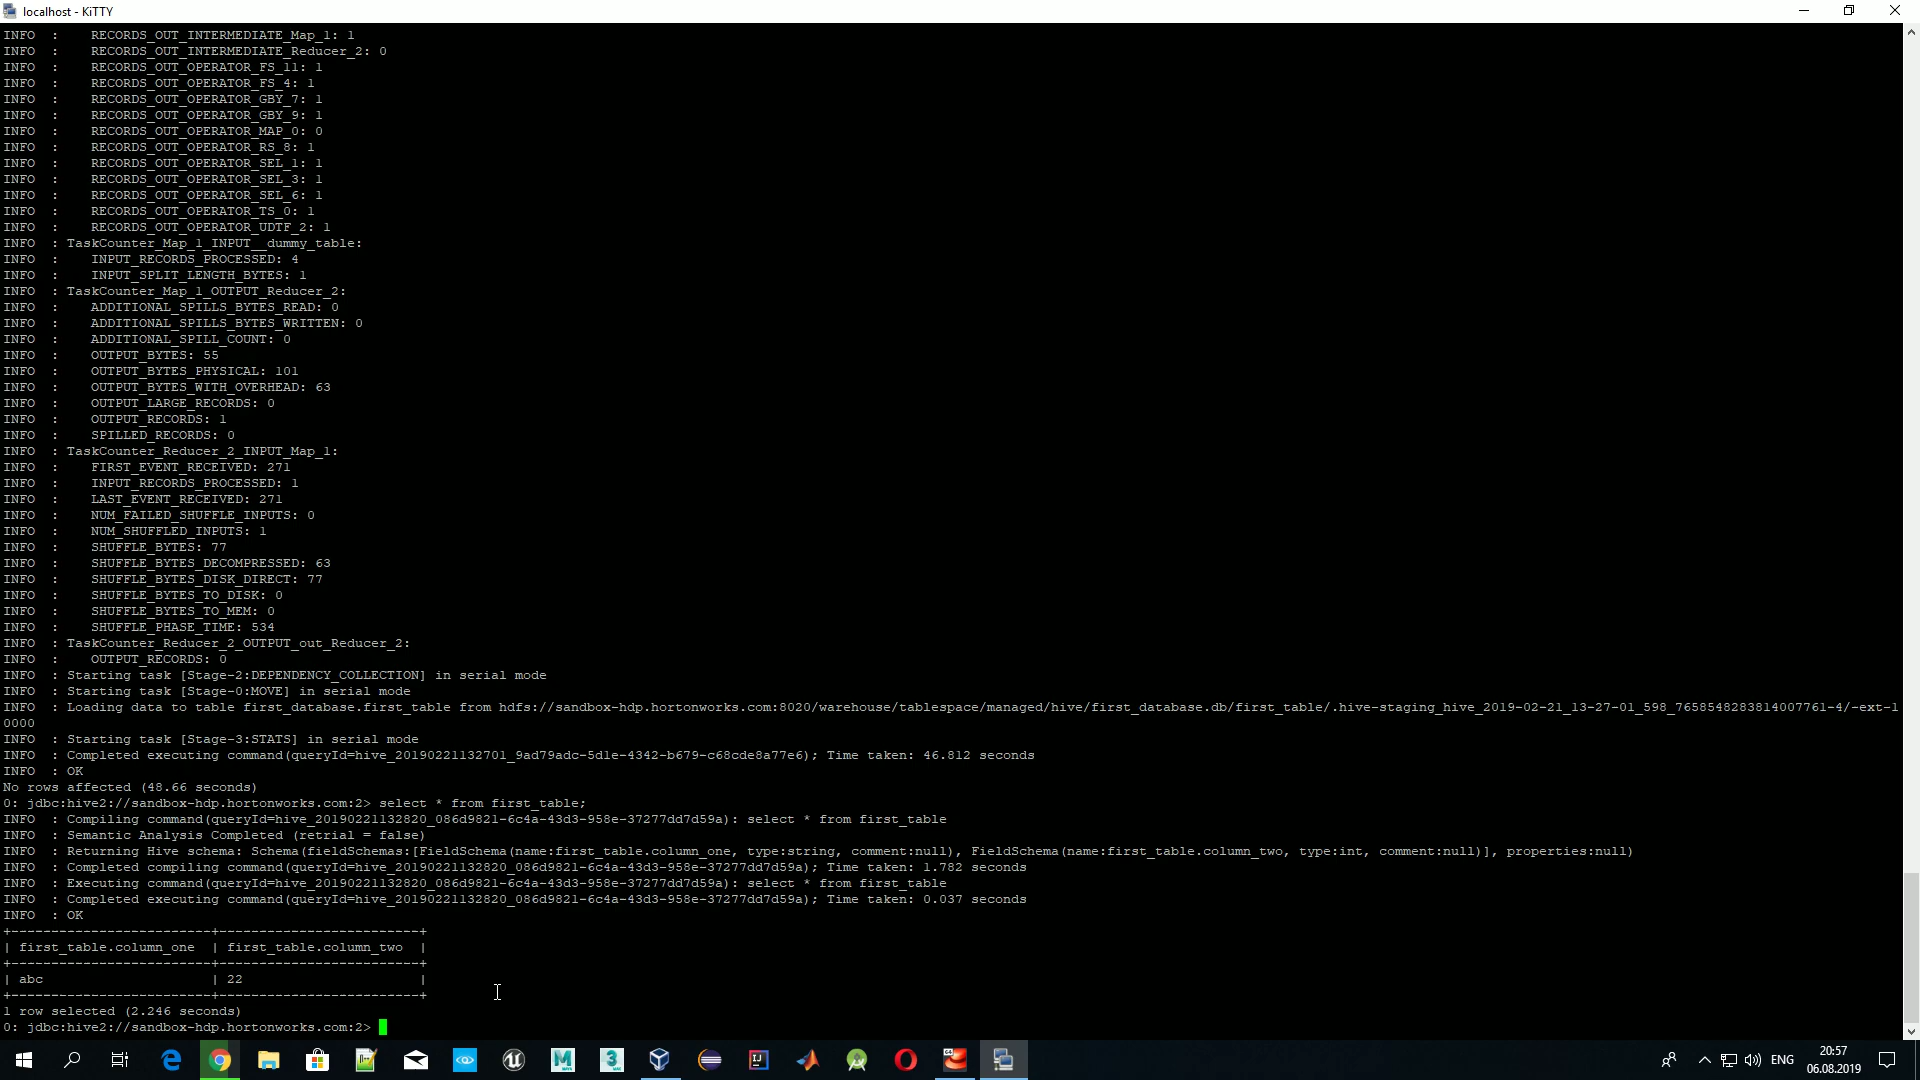 localhost - KiTTY
INFO  :     RECORDS_OUT_INTERMEDIATE_Map_1: 1
INFO  :     RECORDS_OUT_INTERMEDIATE_Reducer_2: 0
INFO  :     RECORDS_OUT_OPERATOR_FS_11: 1
INFO  :     RECORDS_OUT_OPERATOR_FS_4: 1
INFO  :     RECORDS_OUT_OPERATOR_GBY_7: 1
INFO  :     RECORDS_OUT_OPERATOR_GBY_9: 1
INFO  :     RECORDS_OUT_OPERATOR_MAP_0: 0
INFO  :     RECORDS_OUT_OPERATOR_RS_8: 1
INFO  :     RECORDS_OUT_OPERATOR_SEL_1: 1
INFO  :     RECORDS_OUT_OPERATOR_SEL_3: 1
INFO  :     RECORDS_OUT_OPERATOR_SEL_6: 1
INFO  :     RECORDS_OUT_OPERATOR_TS_0: 1
INFO  :     RECORDS_OUT_OPERATOR_UDTF_2: 1
INFO  : TaskCounter_Map_1_INPUT__dummy_table:
INFO  :     INPUT_RECORDS_PROCESSED: 4
INFO  :     INPUT_SPLIT_LENGTH_BYTES: 1
INFO  : TaskCounter_Map_1_OUTPUT_Reducer_2:
INFO  :     ADDITIONAL_SPILLS_BYTES_READ: 0
INFO  :     ADDITIONAL_SPILLS_BYTES_WRITTEN: 0
INFO  :     ADDITIONAL_SPILL_COUNT: 0
INFO  :     OUTPUT_BYTES: 55
INFO  :     OUTPUT_BYTES_PHYSICAL: 101
INFO  :     OUTPUT_BYTES_WITH_OVERHEAD: 63
INFO  :     OUTPUT_LARGE_RECORDS: 0
INFO  :     OUTPUT_RECORDS: 1
INFO  :     SPILLED_RECORDS: 0
INFO  : TaskCounter_Reducer_2_INPUT_Map_1:
INFO  :     FIRST_EVENT_RECEIVED: 271
INFO  :     INPUT_RECORDS_PROCESSED: 1
INFO  :     LAST_EVENT_RECEIVED: 271
INFO  :     NUM_FAILED_SHUFFLE_INPUTS: 0
INFO  :     NUM_SHUFFLED_INPUTS: 1
INFO  :     SHUFFLE_BYTES: 77
INFO  :     SHUFFLE_BYTES_DECOMPRESSED: 63
INFO  :     SHUFFLE_BYTES_DISK_DIRECT: 77
INFO  :     SHUFFLE_BYTES_TO_DISK: 0
INFO  :     SHUFFLE_BYTES_TO_MEM: 0
INFO  :     SHUFFLE_PHASE_TIME: 534
INFO  : TaskCounter_Reducer_2_OUTPUT_out_Reducer_2:
INFO  :     OUTPUT_RECORDS: 0
INFO  : Starting task [Stage-2:DEPENDENCY_COLLECTION] in serial mode
INFO  : Starting task [Stage-0:MOVE] in serial mode
INFO  : Loading data to table first_database.first_table from hdfs://sandbox-hdp.hortonworks.com:8020/warehouse/tablespace/managed/hive/first_database.db/first_table/.hive-staging_hive_2019-02-21_13-27-01_598_7658548283814007761-4/-ext-1
0000
INFO  : Starting task [Stage-3:STATS] in serial mode
INFO  : Completed executing command(queryId=hive_20190221132701_9ad79adc-5d1e-4342-b679-c68cde8a77e6); Time taken: 46.812 seconds
INFO  : OK
No rows affected (48.66 seconds)
0: jdbc:hive2://sandbox-hdp.hortonworks.com:2> select * from first_table;
INFO  : Compiling command(queryId=hive_20190221132820_086d9821-6c4a-43d3-958e-37277dd7d59a): select * from first_table
INFO  : Semantic Analysis Completed (retrial = false)
INFO  : Returning Hive schema: Schema(fieldSchemas:[FieldSchema(name:first_table.column_one, type:string, comment:null), FieldSchema(name:first_table.column_two, type:int, comment:null)], properties:null)
INFO  : Completed compiling command(queryId=hive_20190221132820_086d9821-6c4a-43d3-958e-37277dd7d59a); Time taken: 1.782 seconds
INFO  : Executing command(queryId=hive_20190221132820_086d9821-6c4a-43d3-958e-37277dd7d59a): select * from first_table
INFO  : Completed executing command(queryId=hive_20190221132820_086d9821-6c4a-43d3-958e-37277dd7d59a); Time taken: 0.037 seconds
INFO  : OK
+-------------------------+-------------------------+
| first_table.column_one  | first_table.column_two  |
+-------------------------+-------------------------+
| abc                     | 22                      |
+-------------------------+-------------------------+
1 row selected (2.246 seconds)
0: jdbc:hive2://sandbox-hdp.hortonworks.com:2>
ENG
20:57
06.08.2019